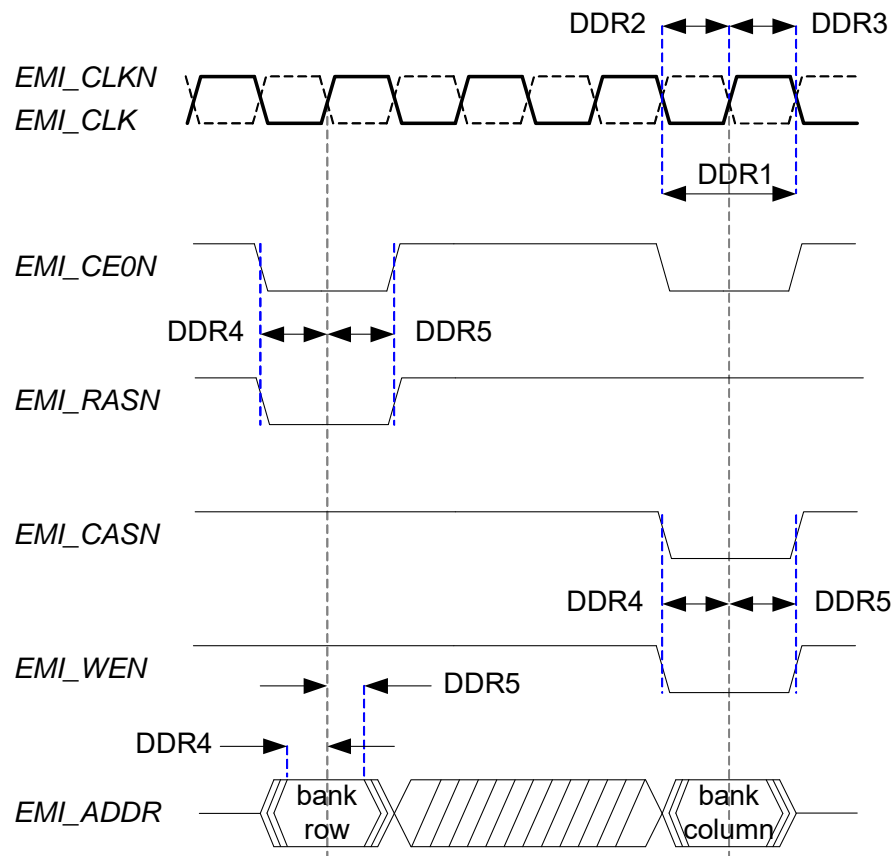 DDR2 DDR3
EMI_CLKN
EMI_CLK
DDR1
EMI_CE0N
DDR4 DDR5
EMI_RASN
EMI_CASN
DDR4 DDR5
EMI_WEN
DDR5
DDR4
EMI_ADDR
bank
row
bank
column